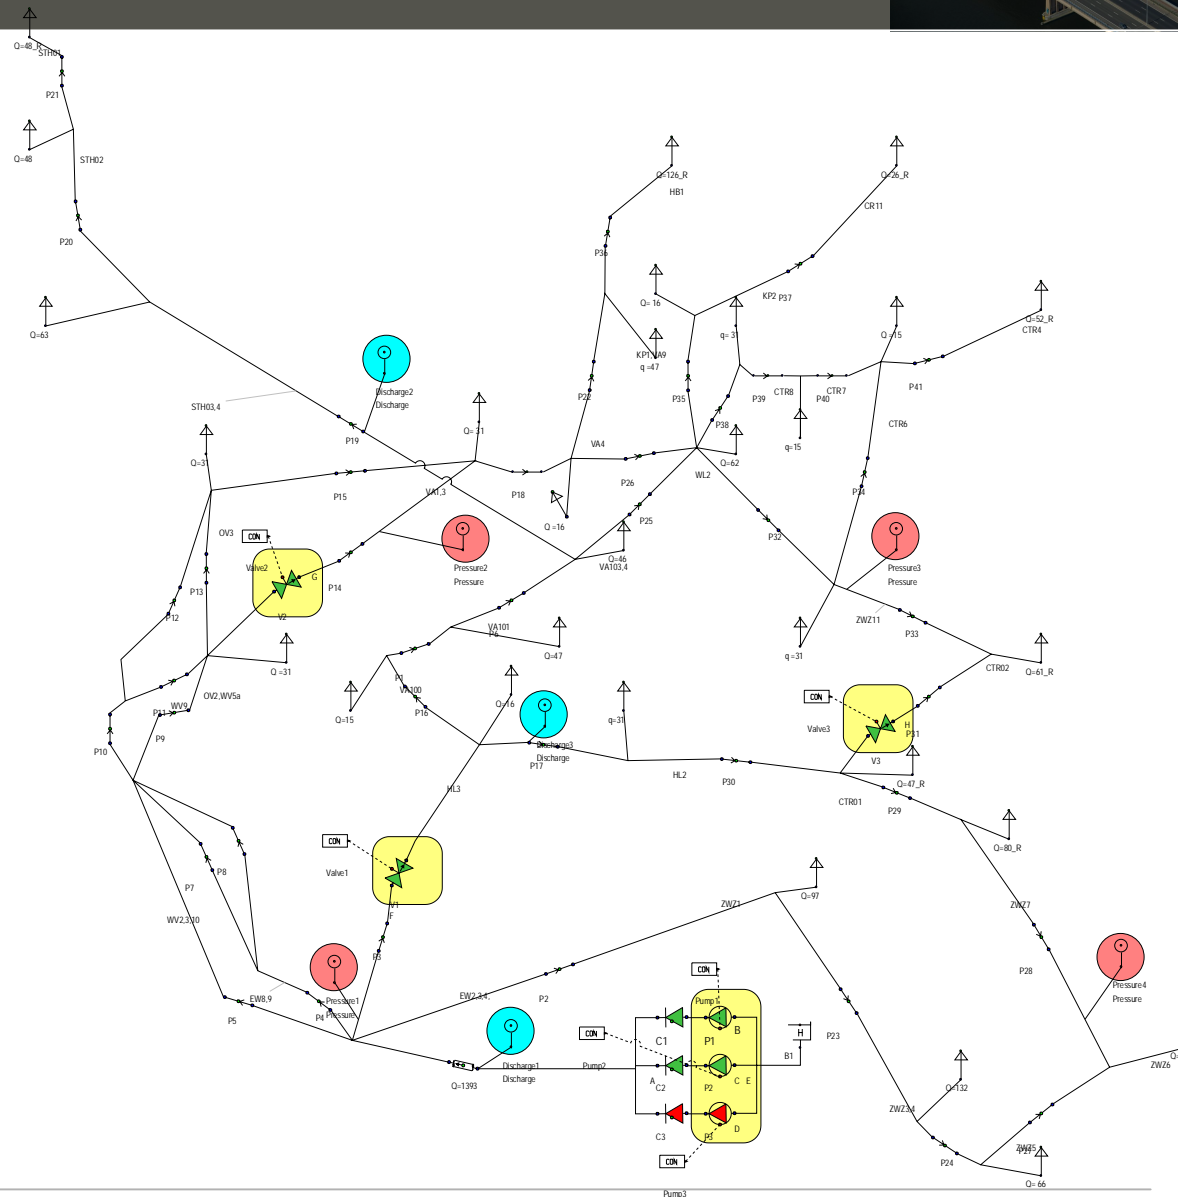 Q=48_R
STH01
P21
Q=48
STH02
Q=126_R
Q=26_R
HB1
CR11
P20
P36
Q= 16
KP2
P37
Q=63
q= 31
Q =15
Q=52_R
CTR4
KP1,VA9
q =47
P41
Discharge2
Discharge
STH03,4
P22
P35
P39
CTR8
P40
CTR7
P19
Q= 31
P38
CTR6
VA4
q=15
Q=31
Q=62
WL2
P15
VA1,3
P18
P26
P34
P25
Q =16
OV3
CON
P32
Q=46
VA103,4
Valve2
Pressure2
Pressure
Pressure3
Pressure
G
P14
P13
V2
P12
ZWZ11
VA101
P6
P33
Q=47
q=31
Q =31
CTR02
Q=61_R
P1
VA100
OV2,WV5a
WV9
P11
P16
Q=15
Q=16
q=31
CON
Valve3
H
P31
P9
P10
Discharge3
Discharge
P17
V3
HL2
P30
Q=47_R
HL3
CTR01
P29
CON
Q=80_R
Valve1
P8
P7
V1
F
Q=97
ZWZ1
ZWZ7
WV2,3,10
P3
P28
CON
Pressure4
Pressure
EW8,9
Pressure1
Pressure
EW2,3,4,
P2
Pump1
P4
P5
B
H
CON
C1
P1
P23
B1
Discharge1
Discharge
Pump2
Q=1393
A
C2
P2
C
E
ZWZ6
Q=132
ZWZ3,4
D
C3
P3
CON
P24
ZWZ5
Q= 66
Pump3